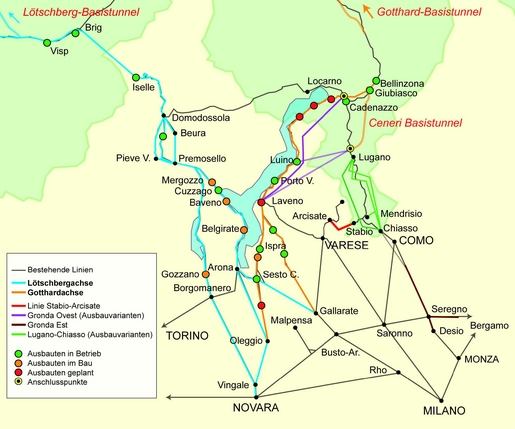 Lötschberg-Basistunnel
Gotthard-Basistunnel
Brig
Visp
Iselle
Locarno
Bellinzona
Giubiasco
Cadenazzo
Domodossola
Beura
Ceneri Basistunnel
Pieve V.
Premosello
Luino
Lugano
Mergozzo
Cuzzago
Porto V.
Baveno
Laveno
Arcisate
Mendrisio
Stabio
Chiasso
Belgirate
VARESE
COMO
Ispra
Bestehende Linien
Lötschbergachse
Gotthardachse
Linie Stabio-Arcisate
Gronda Ovest (Ausbauvarianten)
Gronda Est
Lugano-Chiasso (Ausbauvarianten)
Ausbauten in Betrieb
Ausbauten im Bau
Ausbauten geplant
Anschlusspunkte
Gozzano
Arona
Sesto C.
Borgomanero
TORINO
Gallarate
Malpensa
Seregno
Bergamo
Saronno
Desio
Oleggio
Busto-Ar.
MONZA
Rho
Vingale
NOVARA
MILANO